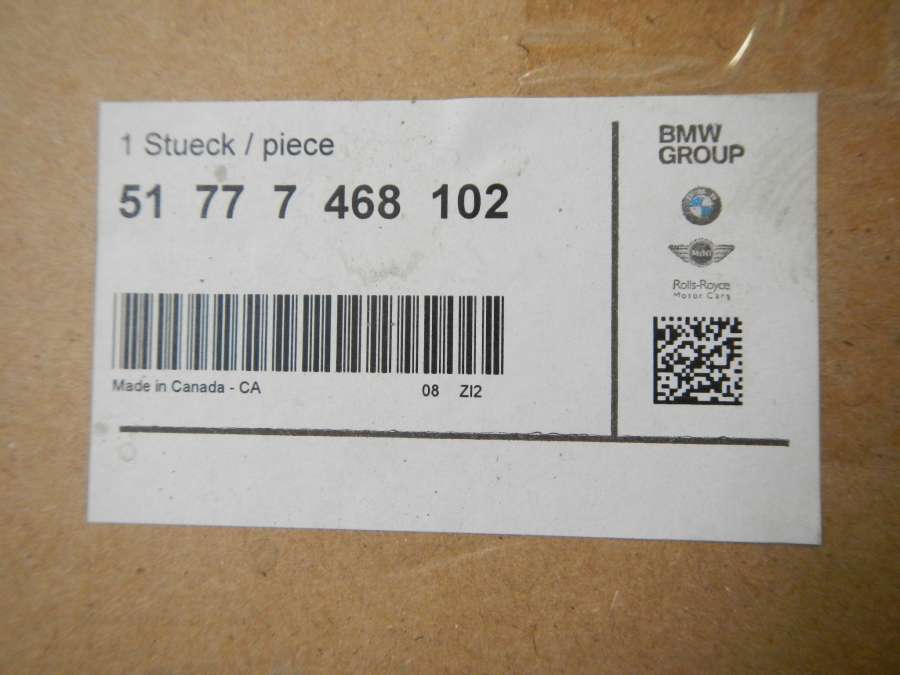 1 Stueck / piece
51 77 7 468 102
Made in Canada - CA
08 ZI2
BMW
GROUP
MINI
Rolls-Royce
Motor Cars